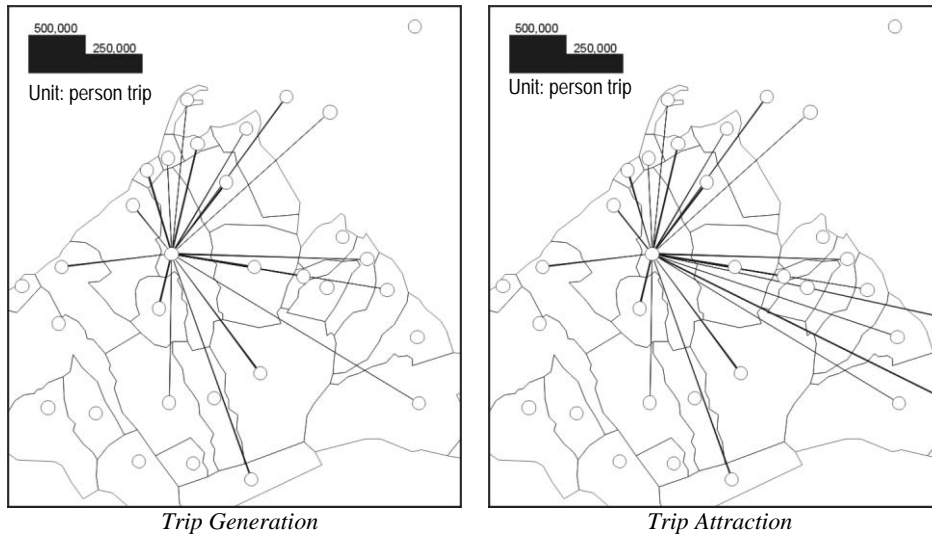 500,000
250,000
Unit: person trip
Trip Generation
500,000
250,000
Unit: person trip
Trip Attraction